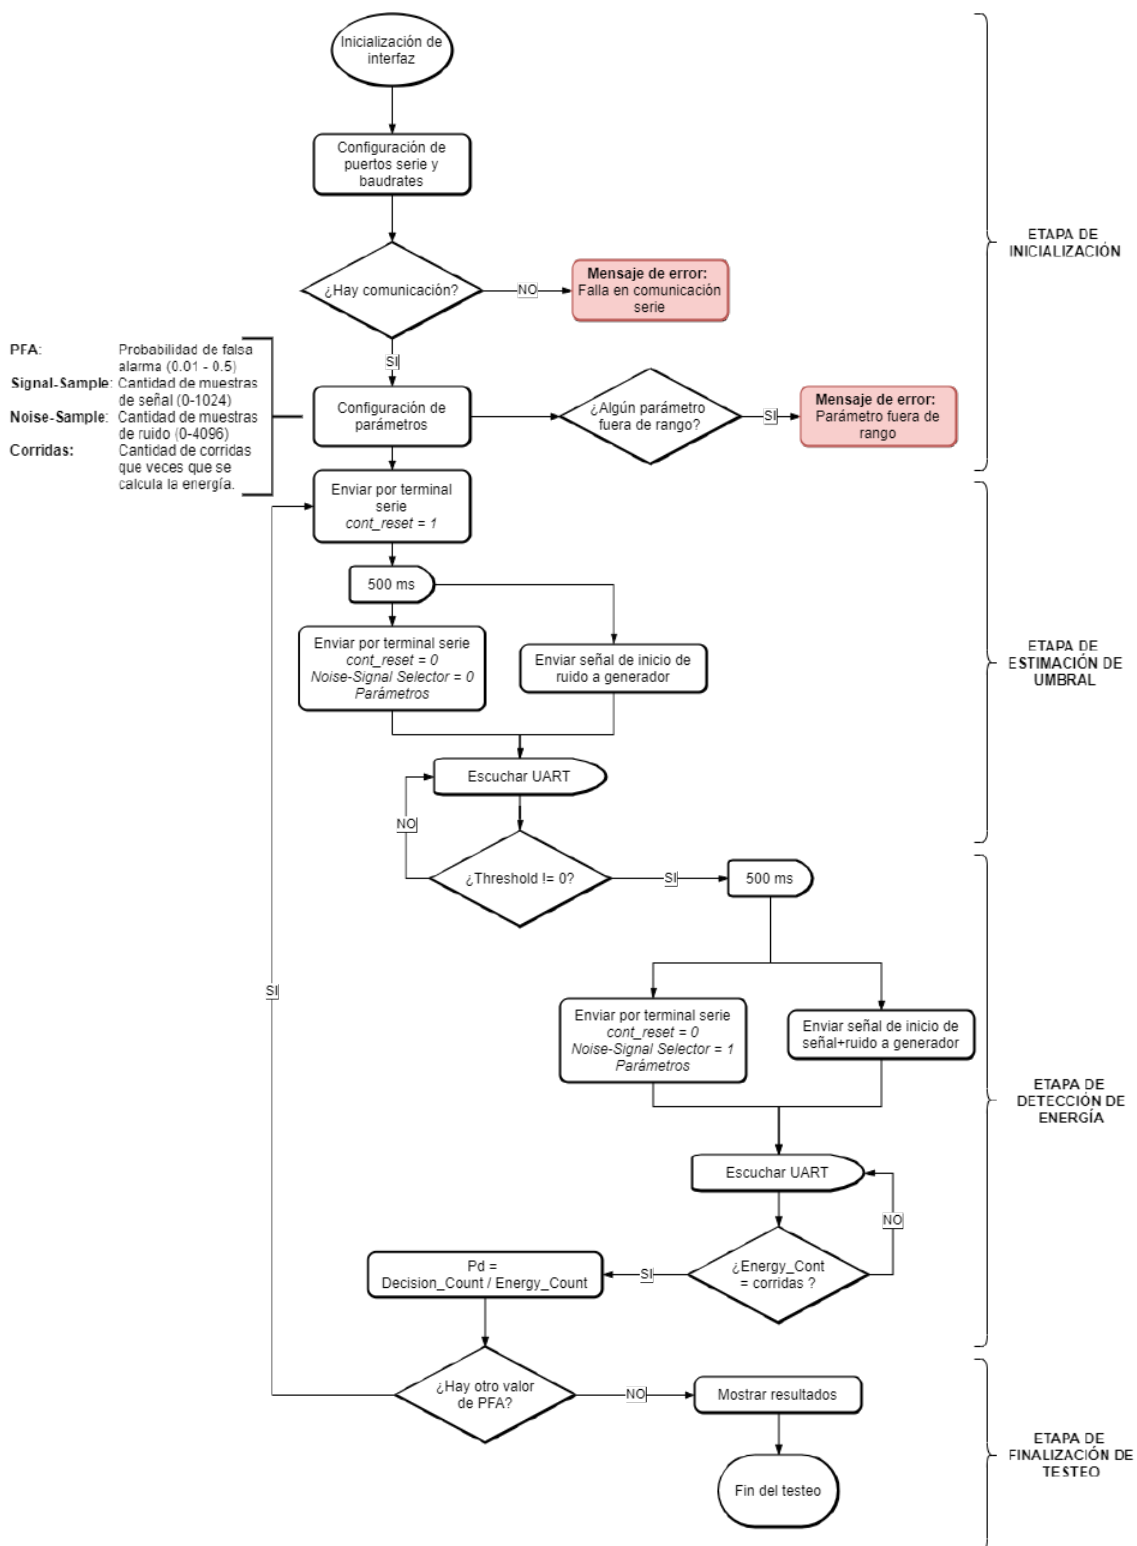 Inicialización de
interfaz
Configuración de
puertos serie y
baudrates
ETAPA DE
INICIALIZACIÓN
¿Hay comunicación?
NO
Mensaje de error:
Falla en comunicación
serie
SI
PFA: Probabilidad de falsa
alarma (0.01 - 0.5)
Signal-Sample: Cantidad de muestras
de señal (0-1024)
Noise-Sample: Cantidad de muestras
de ruido (0-4096)
Corridas: Cantidad de corridas
que veces que se
calcula la energía.
Configuración de
parámetros
¿Algún parámetro
fuera de rango?
SI
Mensaje de error:
Parámetro fuera de
rango
Enviar por terminal
serie
cont_reset = 1
500 ms
Enviar por terminal serie
cont_reset = 0
Noise-Signal Selector = 0
Parámetros
Enviar señal de inicio de
ruido a generador
ETAPA DE
ESTIMACIÓN DE
UMBRAL
Escuchar UART
NO
¿Threshold != 0?
SI
500 ms
SI
Enviar por terminal serie
cont_reset = 0
Noise-Signal Selector = 1
Parámetros
Enviar señal de inicio de
señal+ruido a generador
ETAPA DE
DETECCIÓN DE
ENERGÍA
Escuchar UART
NO
¿Energy_Cont
= corridas ?
SI
Pd =
Decision_Count / Energy_Count
¿Hay otro valor
de PFA?
NO
Mostrar resultados
ETAPA DE
FINALIZACIÓN DE
TESTEO
Fin del testeo